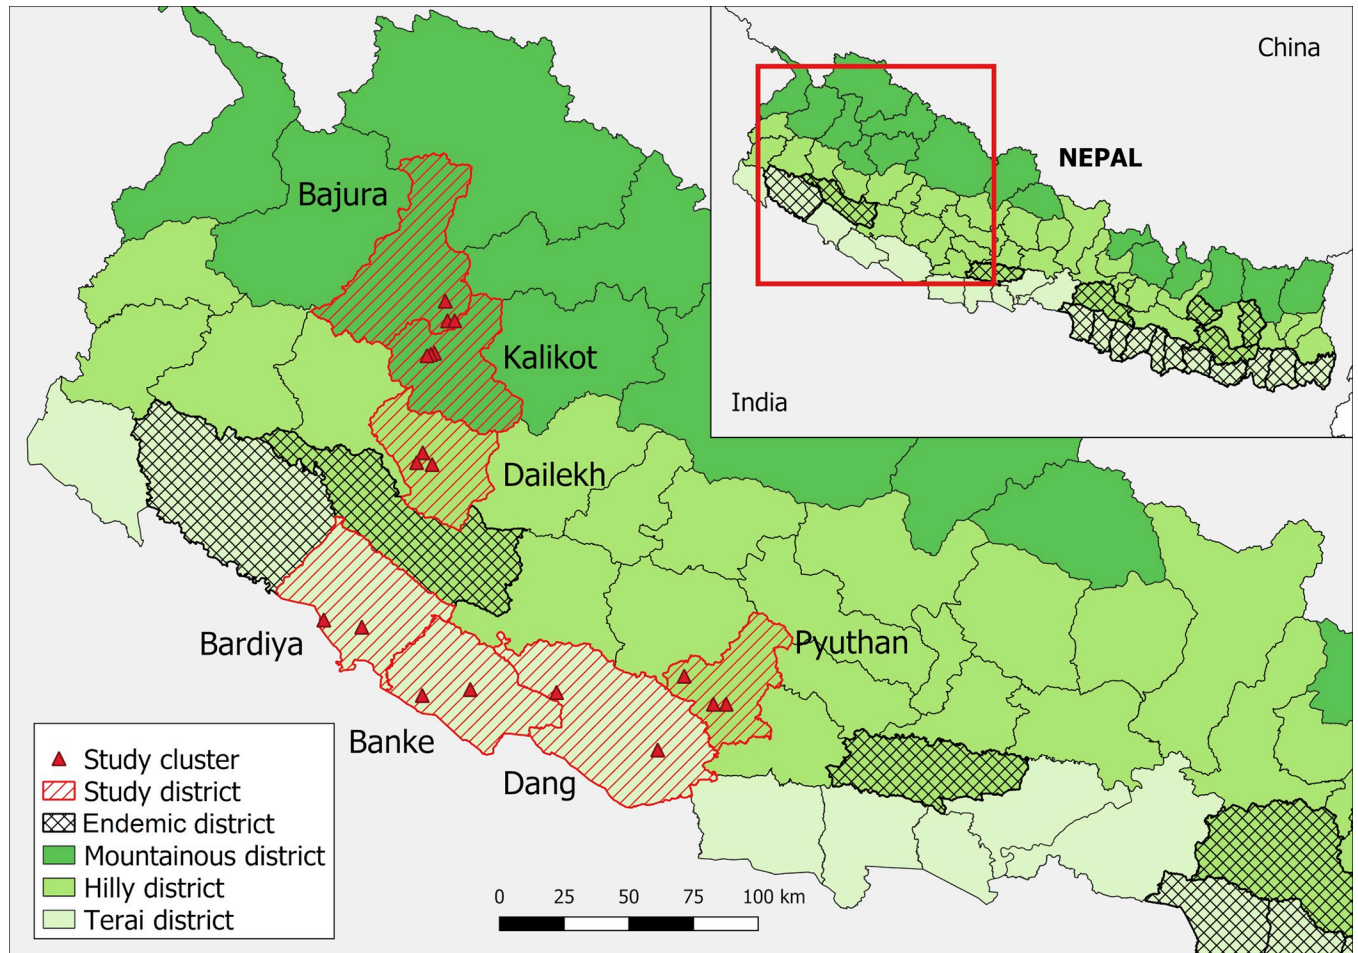 China
NEPAL
India
Bajura
Kalikot
Dailekh
Bardiya
Pyuthan
Banke
Dang
Study cluster
Study district
Endemic district
Mountainous district
Hilly district
Terai district
0 25 50 75 100 km